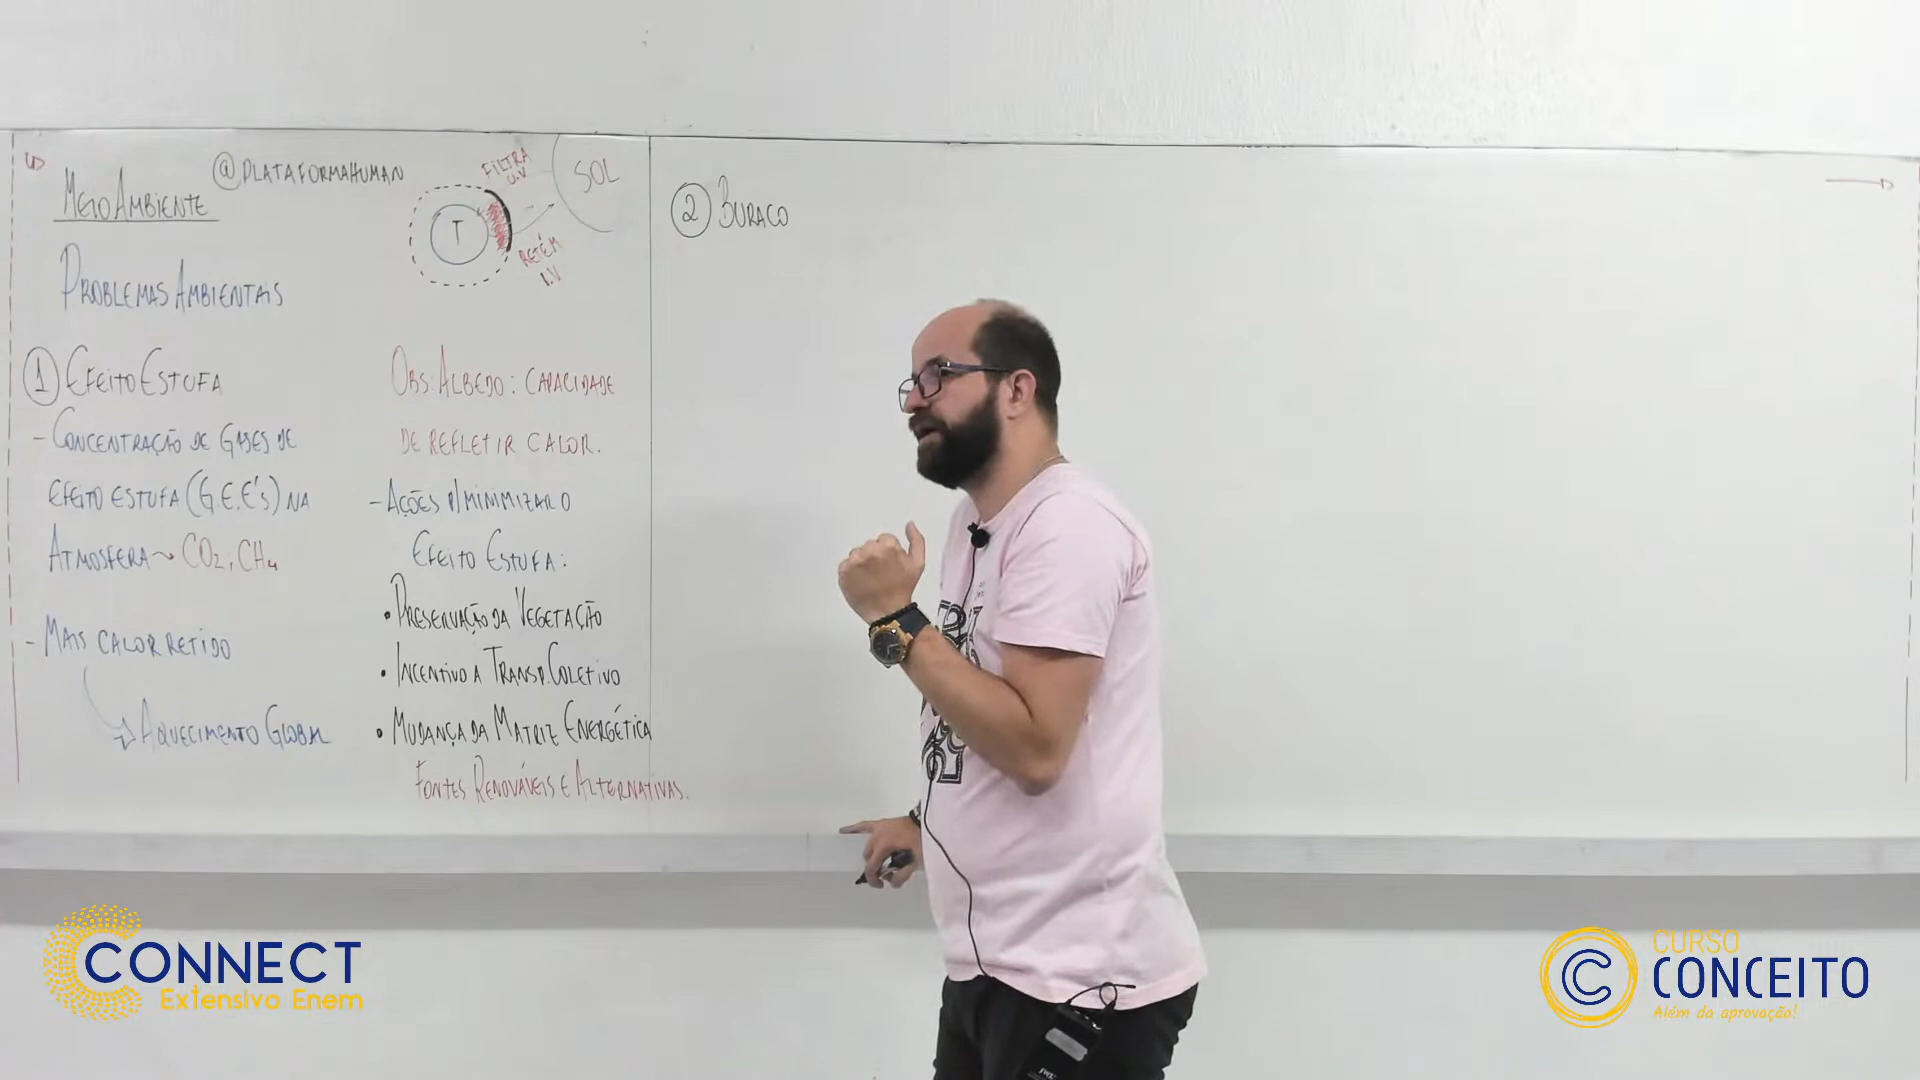 @PLATAFORMAHUMAN
MEIO AMBIENTE
PROBLEMAS AMBIENTAIS
FILTRA
U.V
SOL
T
RETÉM
I.V
① EFEITO ESTUFA
- CONCENTRAÇÃO DE GASES DE
EFEITO ESTUFA (G.E.E's) NA
ATMOSFERA ~ CO2, CH4
- MAIS CALOR RETIDO
AQUECIMENTO GLOBAL
OBS: ALBEDO: CAPACIDADE
DE REFLETIR CALOR.
- AÇÕES P/ MINIMIZAR O
EFEITO ESTUFA:
• PRESERVAÇÃO DA VEGETAÇÃO
• INCENTIVO A TRANSP. COLETIVO
• MUDANÇA DA MATRIZ ENERGÉTICA
FONTES RENOVÁVEIS E ALTERNATIVAS.
② BURACO
CONNECT
Extensivo Enem
CURSO
CONCEITO
Além da aprovação!